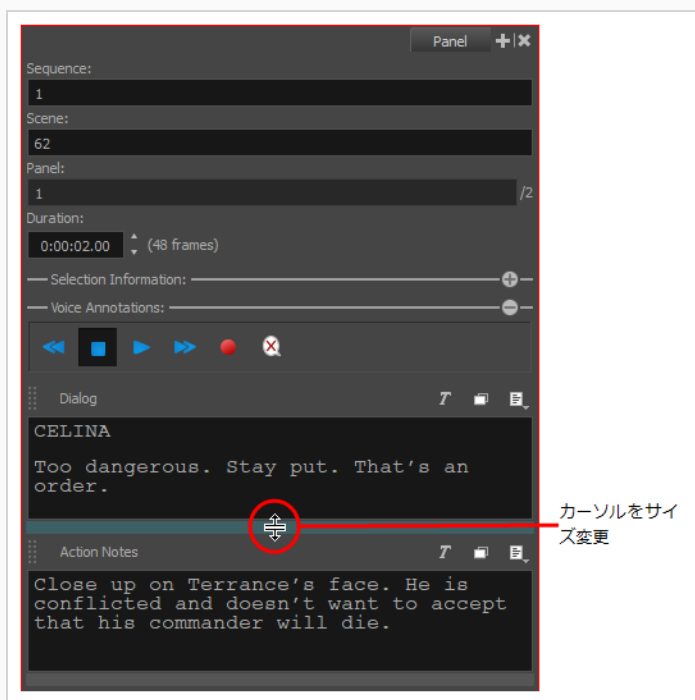 Panel
Sequence:
1
Scene:
62
Panel:
1 /2
Duration:
0:00:02.00 (48 frames)
Selection Information:
Voice Annotations:
Dialog T
CELINA
Too dangerous. Stay put. That's an
order.
カーソルをサイ
ズ変更
Action Notes T
Close up on Terrance's face. He is
conflicted and doesn't want to accept
that his commander will die.